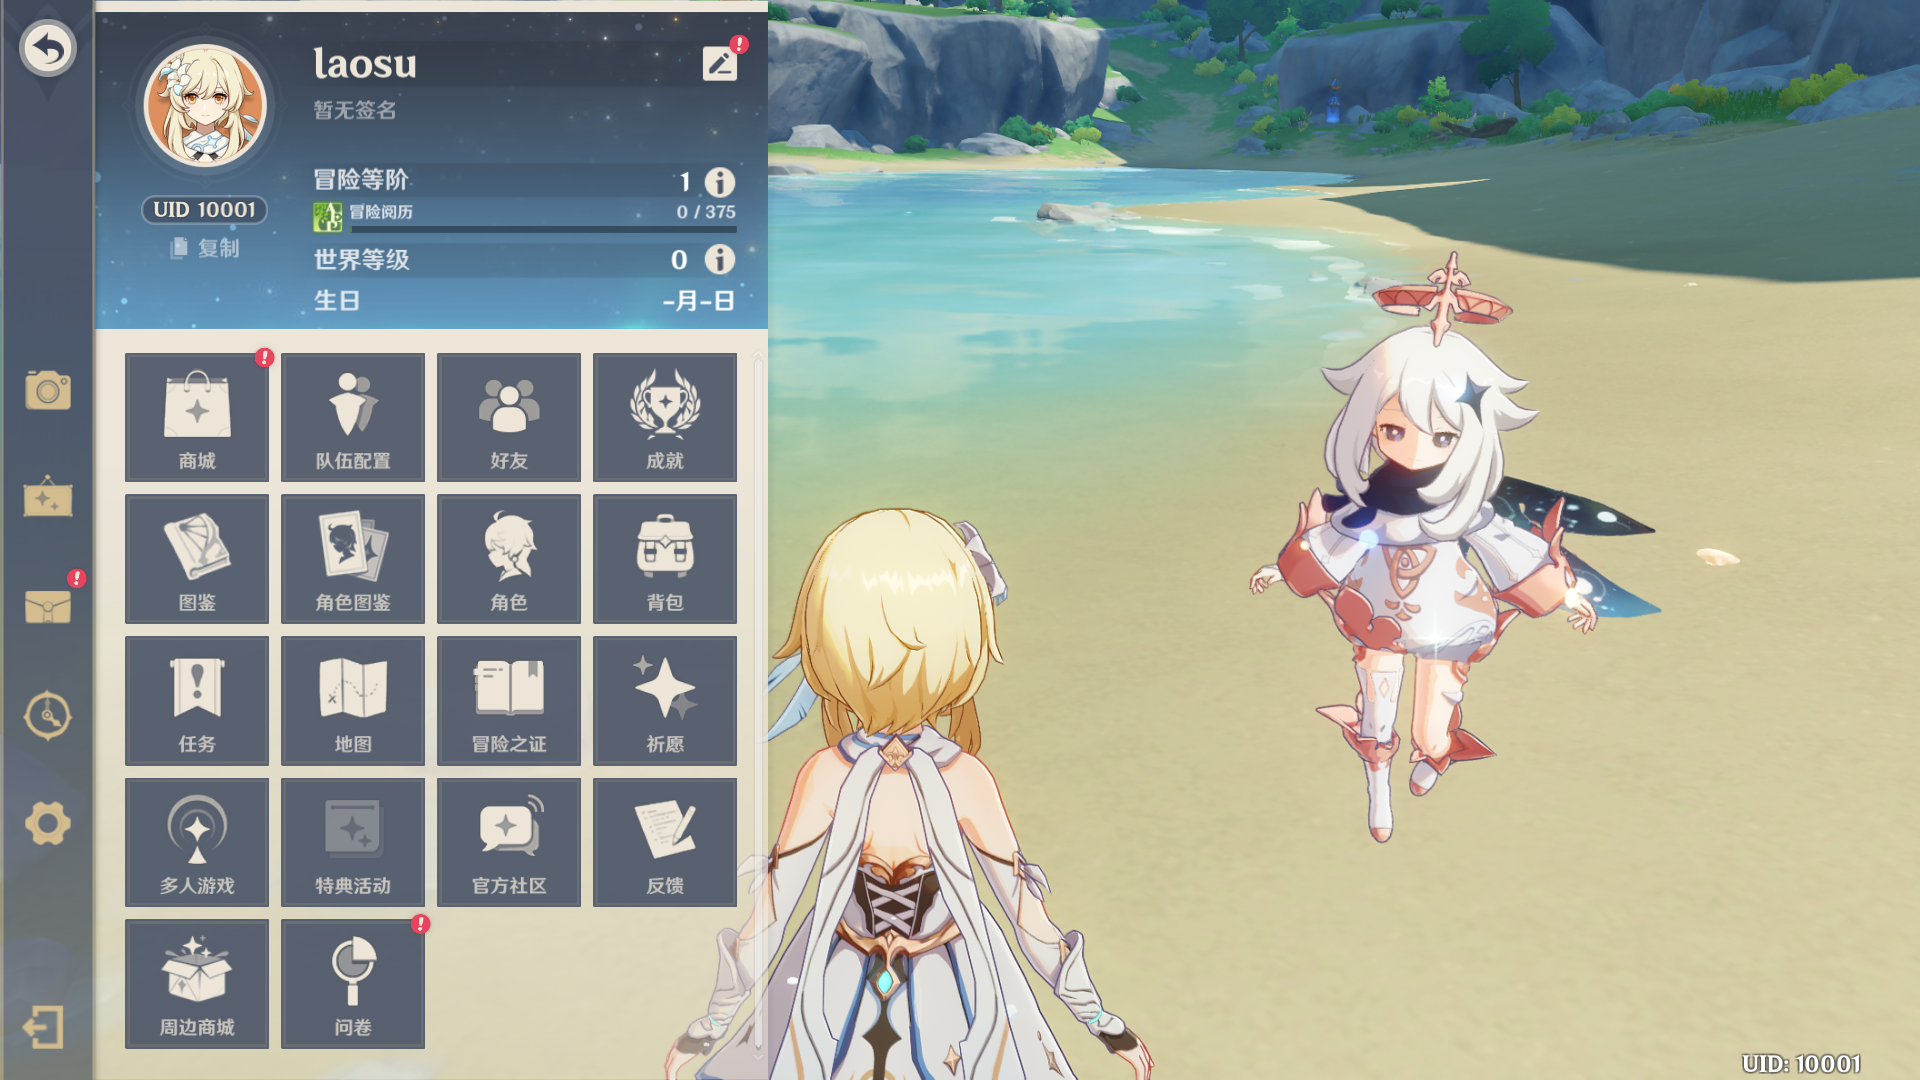 laosu
暂无签名
UID 10001
复制
冒险等阶 1
冒险阅历 0 / 375
世界等级 0
生日 -月-日
商城 队伍配置 好友 成就
图鉴 角色图鉴 角色 背包
任务 地图 冒险之证 祈愿
多人游戏 特典活动 官方社区 反馈
周边商城 问卷
UID: 10001